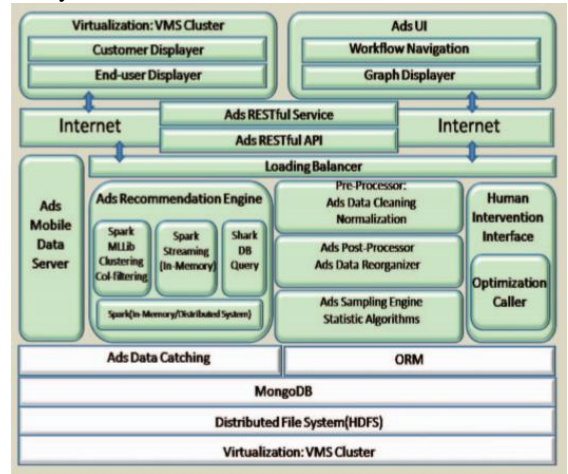 Virtualization: VMS Cluster
Customer Displayer
End-user Displayer
Ads UI
Workflow Navigation
Graph Displayer
Internet
Ads RESTful Service
Ads RESTful API
Internet
Loading Balancer
Ads
Mobile
Data
Server
Ads Recommendation Engine
Spark
MLLib
Clustering
Col-filtering
Spark
Streaming
(In-Memory)
Shark
DB
Query
Spark(In-Memory/Distributed System)
Pre-Processor:
Ads Data Cleaning
Normalization
Ads Post-Processor
Ads Data Reorganizer
Ads Sampling Engine
Statistic Algorithms
Human
Intervention
Interface
Optimization
Caller
Ads Data Catching
ORM
MongoDB
Distributed File System(HDFS)
Virtualization: VMS Cluster